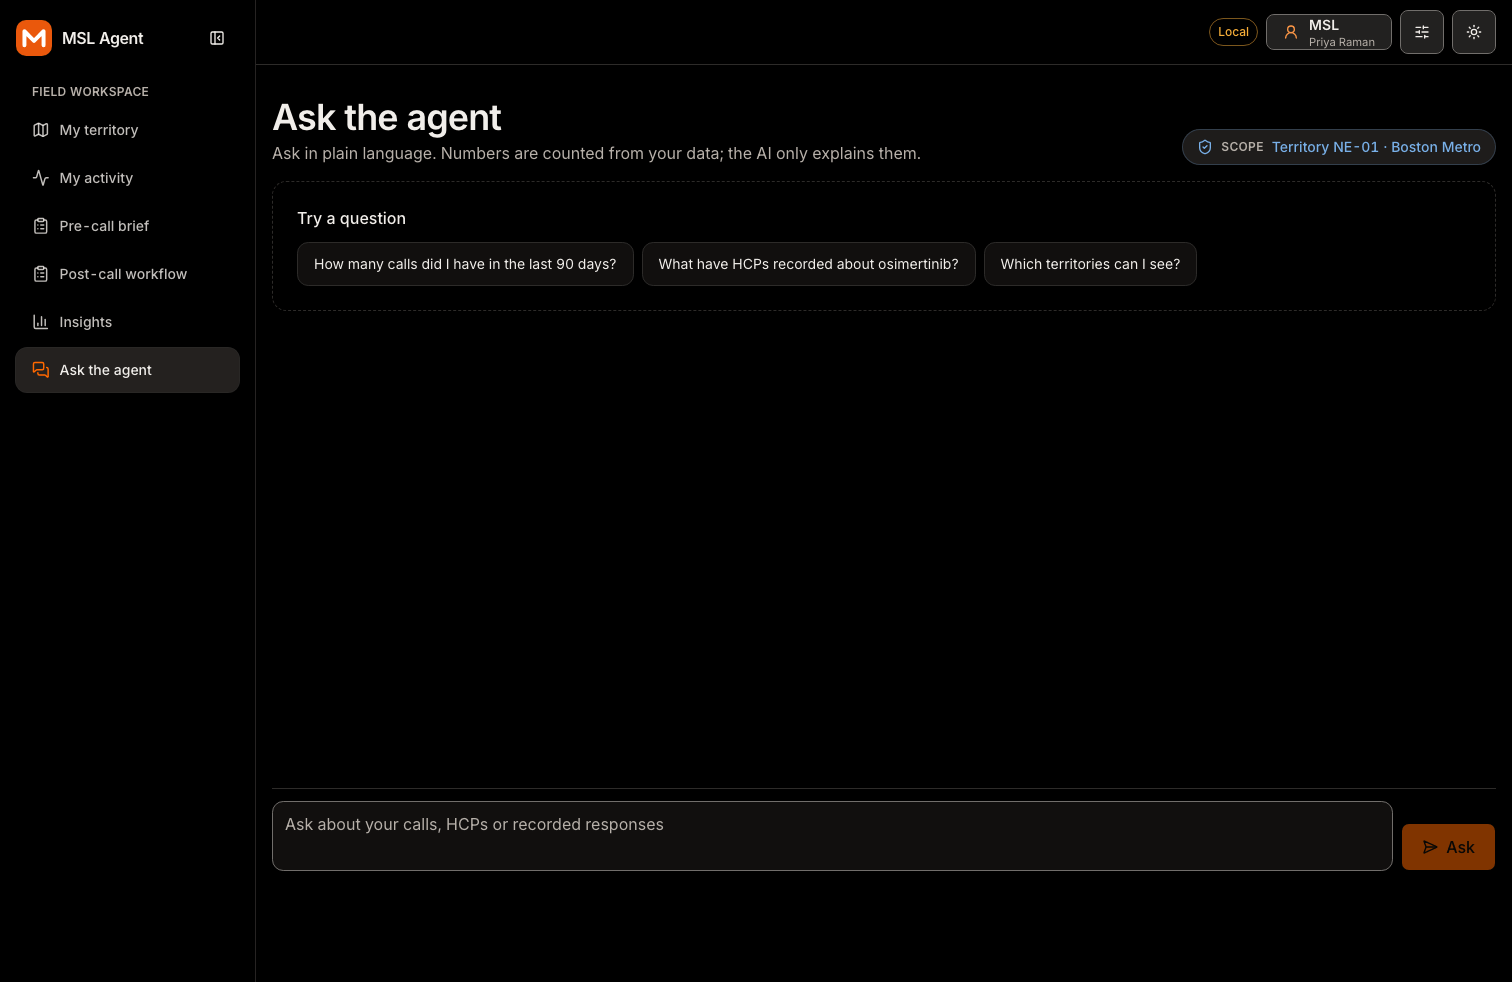 MSL Agent
FIELD WORKSPACE
My territory
My activity
Pre-call brief
Post-call workflow
Insights
Ask the agent
Local
MSL
Priya Raman
Ask the agent
Ask in plain language. Numbers are counted from your data; the AI only explains them.
SCOPE Territory NE-01 · Boston Metro
Try a question
How many calls did I have in the last 90 days?
What have HCPs recorded about osimertinib?
Which territories can I see?
Ask about your calls, HCPs or recorded responses
Ask